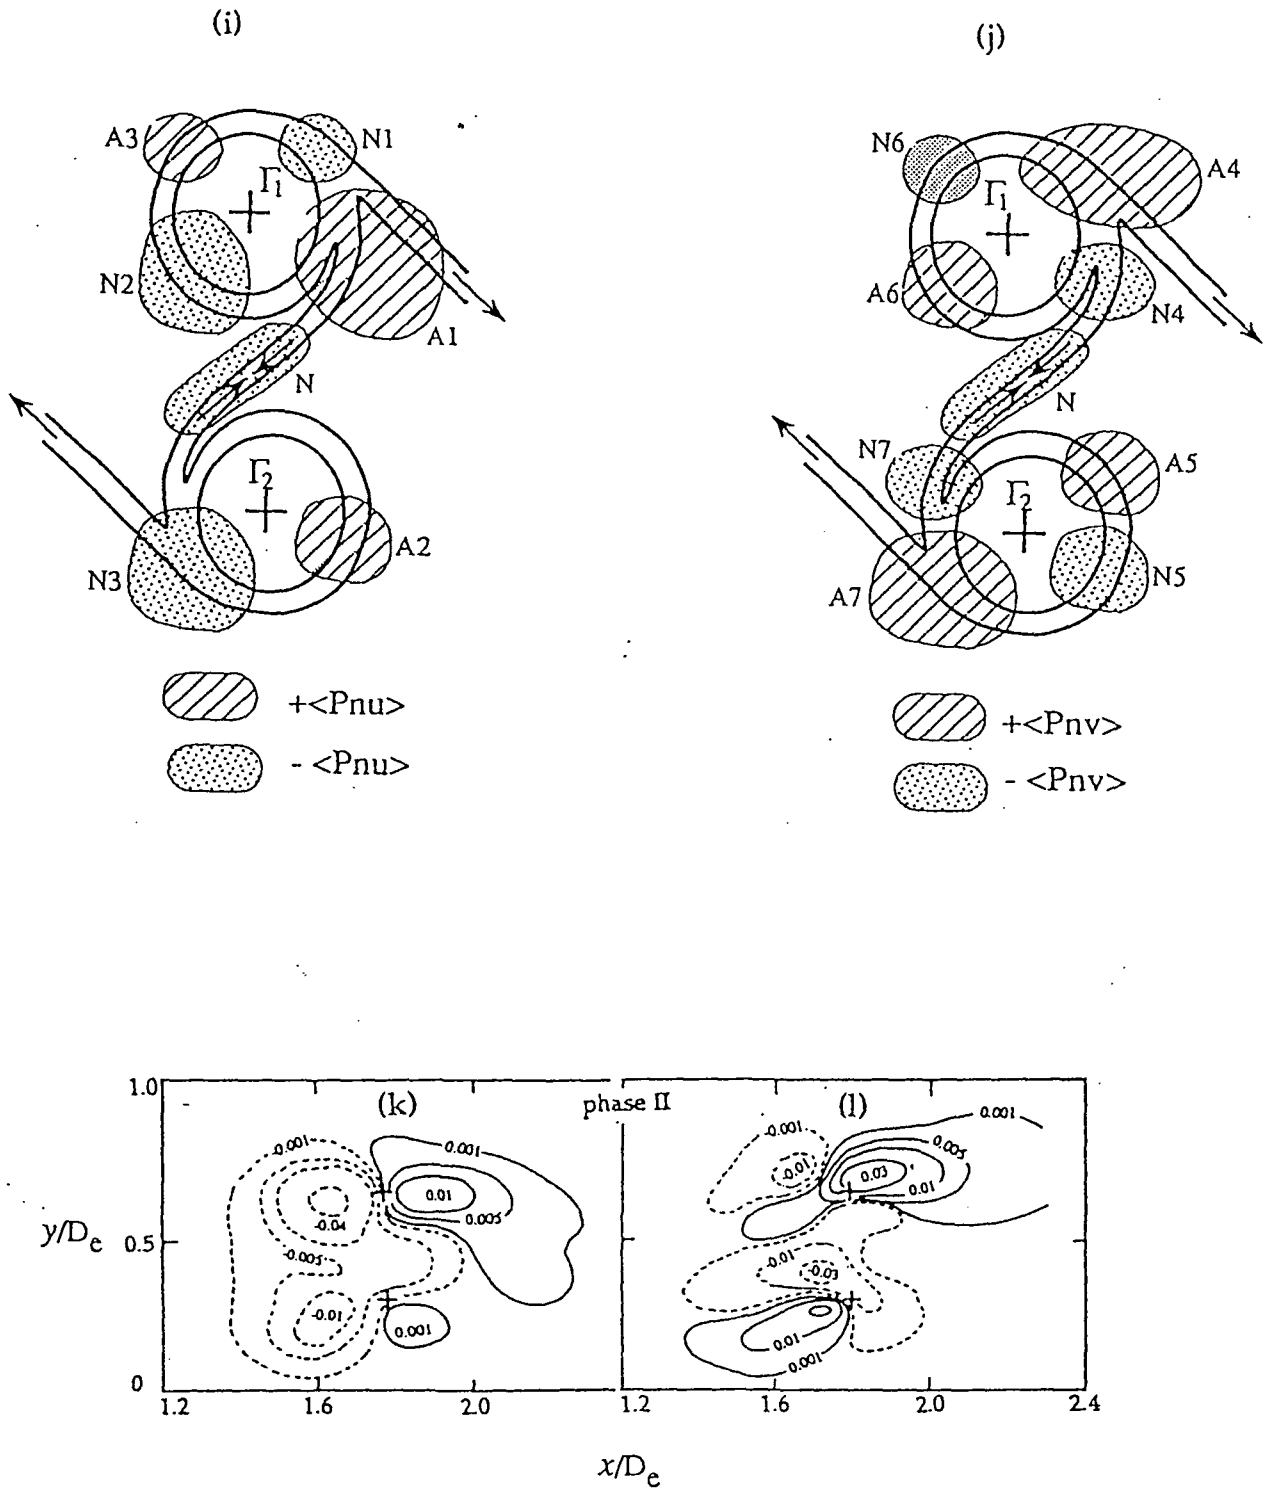 (i)
A3
N1
Γ1
N2
A1
N
Γ2
N3
A2
+<Pnu>
- <Pnu>
(j)
N6
A4
Γ1
A6
N4
N
N7
A5
Γ2
A7
N5
+<Pnv>
- <Pnv>
phase II
(k)
-0.001
0.001
0.01
-0.04
0.005
-0.005
-0.01
0.001
(l)
-0.001
0.001
-0.01
0.03
0.005
0.01
-0.01
-0.03
0.01
0.001
1.0
y/De
0.5
0
1.2
1.6
2.0
1.2
1.6
2.0
2.4
x/De